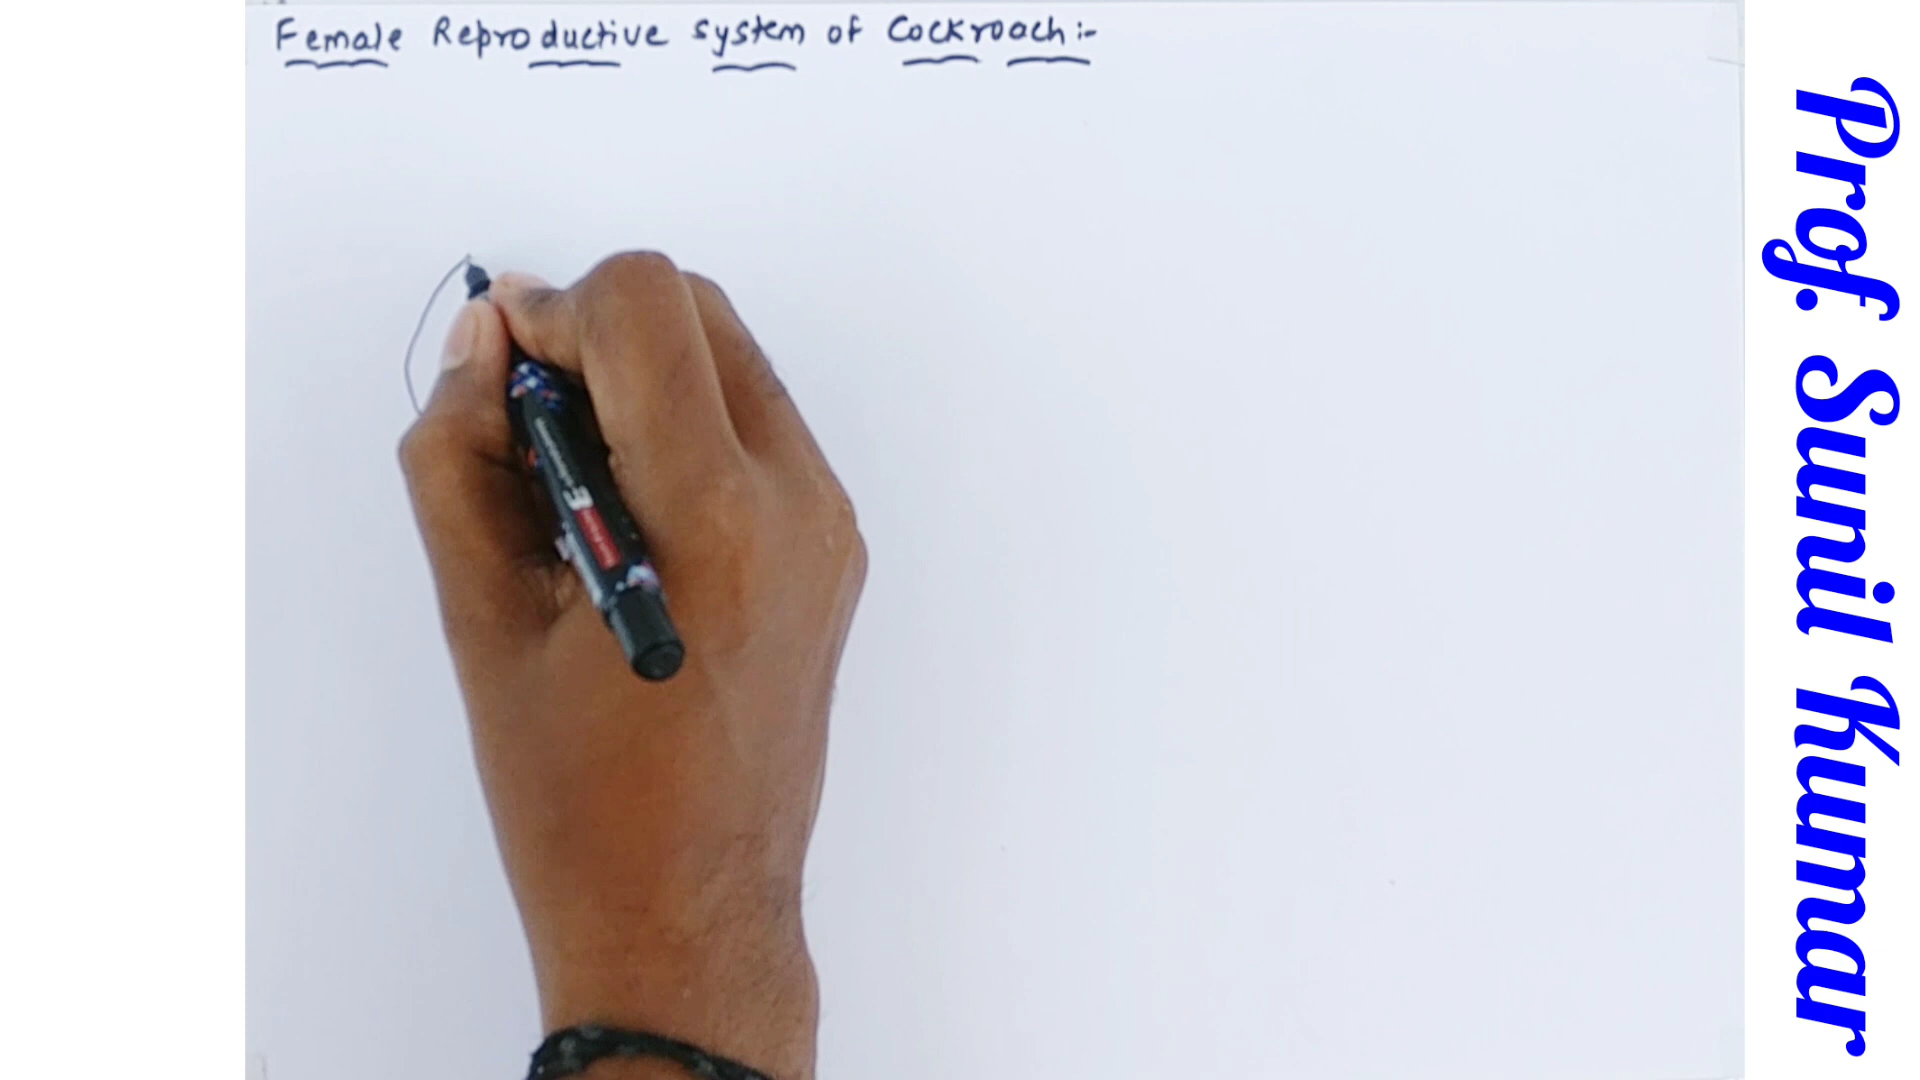 Female Reproductive system of Cockroach :-
Prof. Sunil Kumar